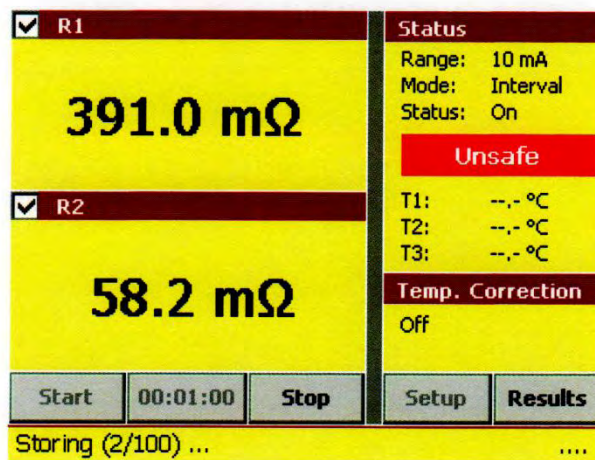 R1
391.0 mΩ
R2
58.2 mΩ
Start 00:01:00 Stop
Status
Range: 10 mA
Mode: Interval
Status: On
Unsafe
T1: --.- °C
T2: --.- °C
T3: --.- °C
Temp. Correction
Off
Setup Results
Storing (2/100) ... ....